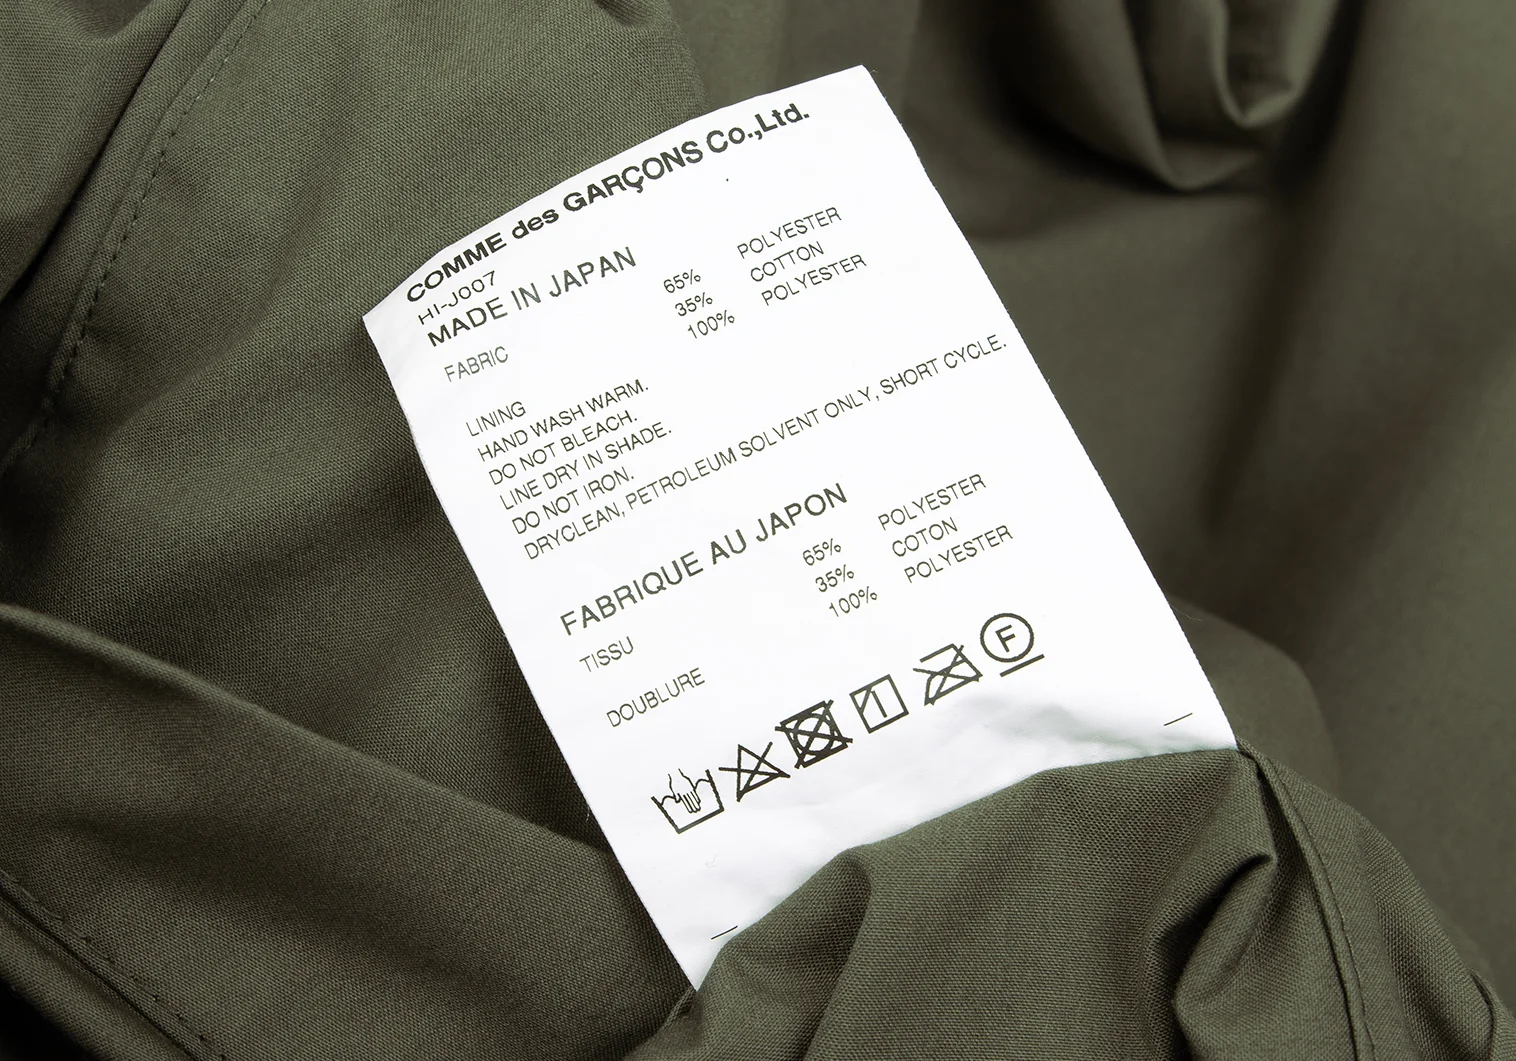 COMME des GARÇONS Co.,Ltd.
HI-J007
MADE IN JAPAN
FABRIC 65% POLYESTER
35% COTTON
LINING 100% POLYESTER
HAND WASH WARM.
DO NOT BLEACH.
LINE DRY IN SHADE.
DO NOT IRON.
DRYCLEAN, PETROLEUM SOLVENT ONLY, SHORT CYCLE.
FABRIQUE AU JAPON
TISSU 65% POLYESTER
35% COTON
DOUBLURE 100% POLYESTER
F